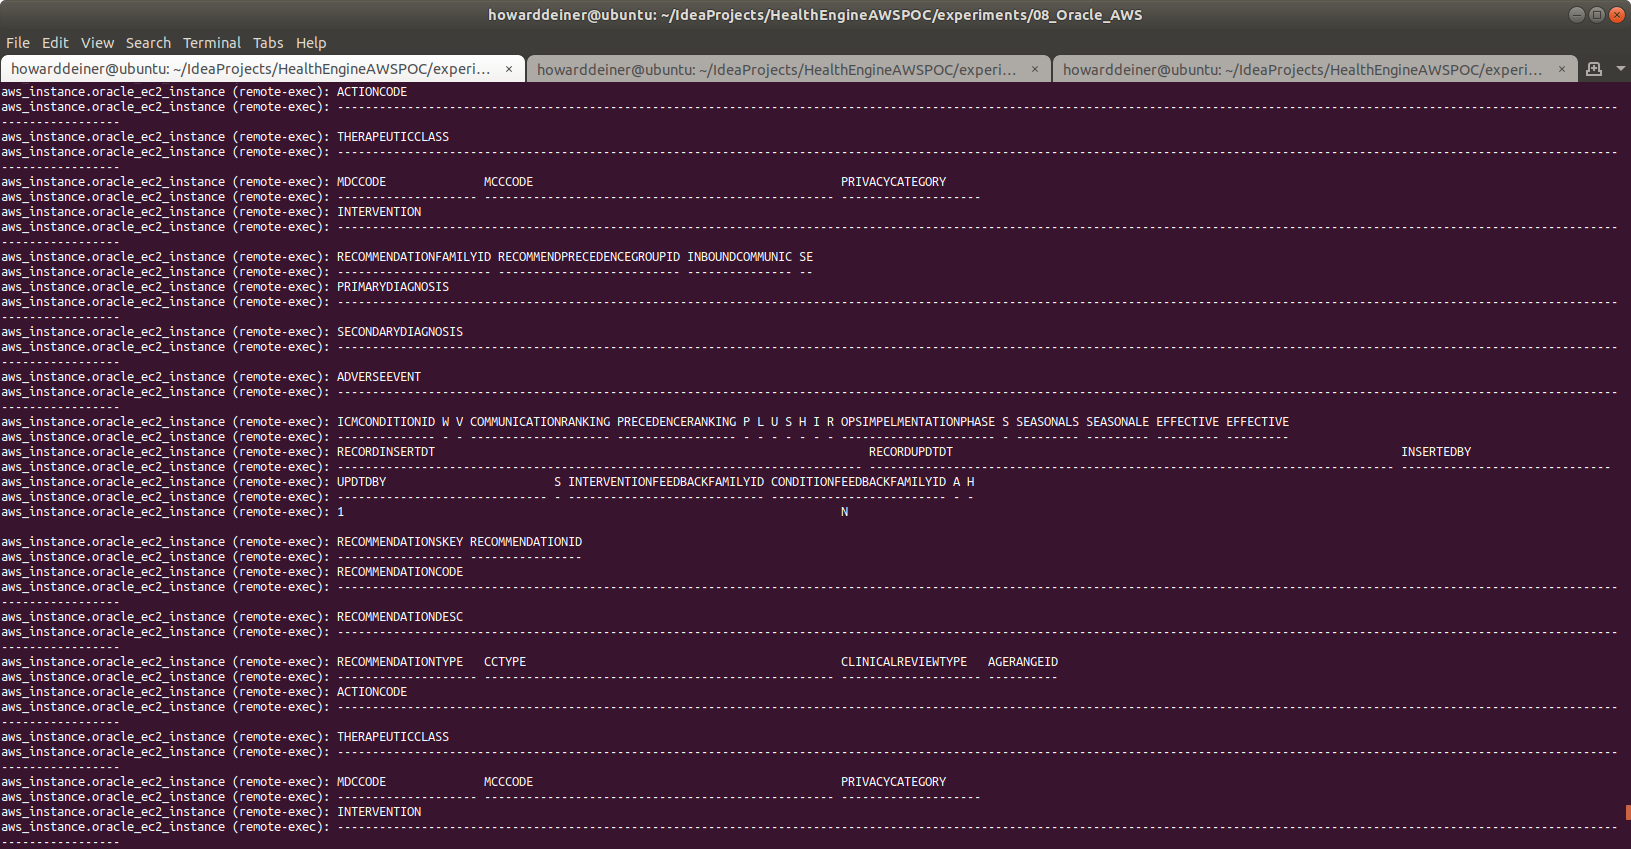 howarddeiner@ubuntu: ~/IdeaProjects/HealthEngineAWSPOC/experiments/08_Oracle_AWS
File Edit View Search Terminal Tabs Help
howarddeiner@ubuntu: ~/IdeaProjects/HealthEngineAWSPOC/experi... × howarddeiner@ubuntu: ~/IdeaProjects/HealthEngineAWSPOC/experi... × howarddeiner@ubuntu: ~/IdeaProjects/HealthEngineAWSPOC/experi... ×
aws_instance.oracle_ec2_instance (remote-exec): ACTIONCODE
aws_instance.oracle_ec2_instance (remote-exec): ----------------------------------------
-----------------
aws_instance.oracle_ec2_instance (remote-exec): THERAPEUTICCLASS
aws_instance.oracle_ec2_instance (remote-exec): ----------------------------------------
-----------------
aws_instance.oracle_ec2_instance (remote-exec): MDCCODE MCCCODE PRIVACYCATEGORY
aws_instance.oracle_ec2_instance (remote-exec): -------------------- -------------------------------------------------- --------------------
aws_instance.oracle_ec2_instance (remote-exec): INTERVENTION
aws_instance.oracle_ec2_instance (remote-exec): ----------------------------------------
-----------------
aws_instance.oracle_ec2_instance (remote-exec): RECOMMENDATIONFAMILYID RECOMMENDPRECEDENCEGROUPID INBOUNDCOMMUNIC SE
aws_instance.oracle_ec2_instance (remote-exec): ---------------------- -------------------------- --------------- --
aws_instance.oracle_ec2_instance (remote-exec): PRIMARYDIAGNOSIS
aws_instance.oracle_ec2_instance (remote-exec): ----------------------------------------
-----------------
aws_instance.oracle_ec2_instance (remote-exec): SECONDARYDIAGNOSIS
aws_instance.oracle_ec2_instance (remote-exec): ----------------------------------------
-----------------
aws_instance.oracle_ec2_instance (remote-exec): ADVERSEEVENT
aws_instance.oracle_ec2_instance (remote-exec): ----------------------------------------
-----------------
aws_instance.oracle_ec2_instance (remote-exec): ICMCONDITIONID W V COMMUNICATIONRANKING PRECEDENCERANKING P L U S H I R OPSIMPELMENTATIONPHASE S SEASONALS SEASONALE EFFECTIVE EFFECTIVE
aws_instance.oracle_ec2_instance (remote-exec): -------------- - - -------------------- ----------------- - - - - - - - ---------------------- - --------- --------- --------- ---------
aws_instance.oracle_ec2_instance (remote-exec): RECORDINSERTDT RECORDUPDTDT INSERTEDBY
aws_instance.oracle_ec2_instance (remote-exec): --------------------------------------------------------------------------- --------------------------------------------------------------------------- ------------------------------
aws_instance.oracle_ec2_instance (remote-exec): UPDTDBY S INTERVENTIONFEEDBACKFAMILYID CONDITIONFEEDBACKFAMILYID A H
aws_instance.oracle_ec2_instance (remote-exec): ------------------------------ - ---------------------------- ------------------------- - -
aws_instance.oracle_ec2_instance (remote-exec): 1 N
aws_instance.oracle_ec2_instance (remote-exec): RECOMMENDATIONSKEY RECOMMENDATIONID
aws_instance.oracle_ec2_instance (remote-exec): ------------------ ----------------
aws_instance.oracle_ec2_instance (remote-exec): RECOMMENDATIONCODE
aws_instance.oracle_ec2_instance (remote-exec): ----------------------------------------
-----------------
aws_instance.oracle_ec2_instance (remote-exec): RECOMMENDATIONDESC
aws_instance.oracle_ec2_instance (remote-exec): ----------------------------------------
-----------------
aws_instance.oracle_ec2_instance (remote-exec): RECOMMENDATIONTYPE CCTYPE CLINICALREVIEWTYPE AGERANGEID
aws_instance.oracle_ec2_instance (remote-exec): -------------------- -------------------------------------------------- -------------------- ----------
aws_instance.oracle_ec2_instance (remote-exec): ACTIONCODE
aws_instance.oracle_ec2_instance (remote-exec): ----------------------------------------
-----------------
aws_instance.oracle_ec2_instance (remote-exec): THERAPEUTICCLASS
aws_instance.oracle_ec2_instance (remote-exec): ----------------------------------------
-----------------
aws_instance.oracle_ec2_instance (remote-exec): MDCCODE MCCCODE PRIVACYCATEGORY
aws_instance.oracle_ec2_instance (remote-exec): -------------------- -------------------------------------------------- --------------------
aws_instance.oracle_ec2_instance (remote-exec): INTERVENTION
aws_instance.oracle_ec2_instance (remote-exec): ----------------------------------------
-----------------